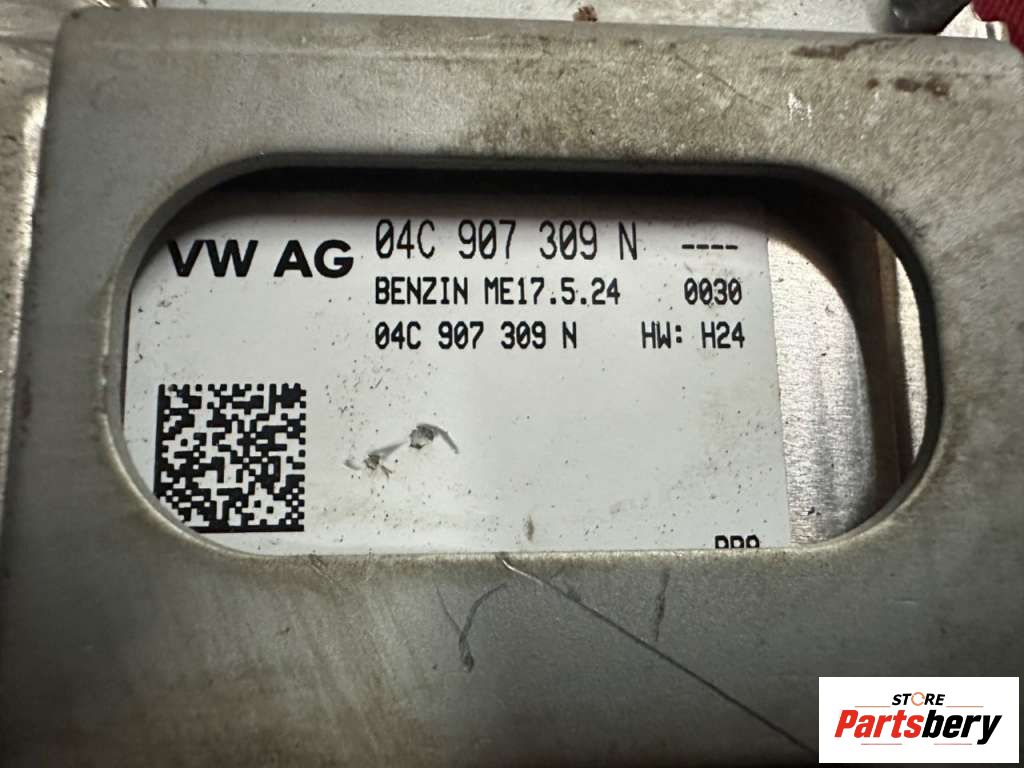 VW AG 04C 907 309 N ----
BENZIN ME17.5.24 0030
04C 907 309 N HW: H24
STORE
Partsbery